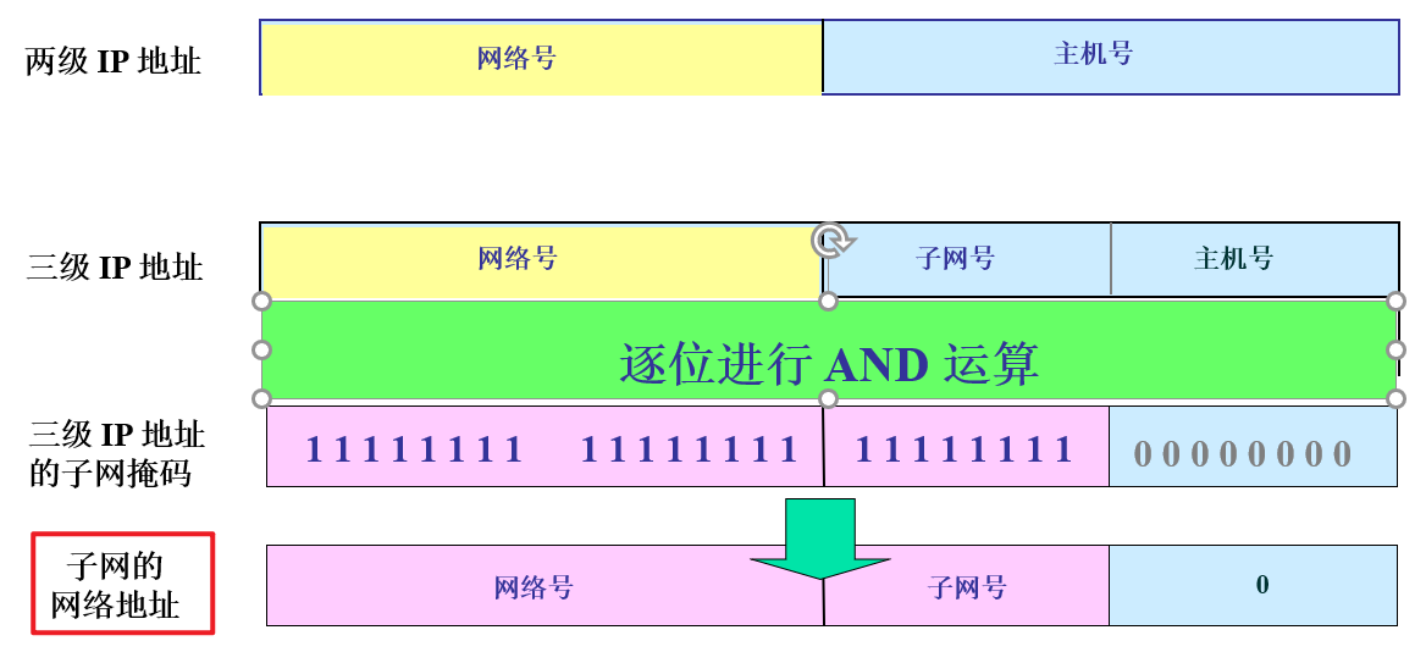 两级 IP 地址
网络号
主机号
三级 IP 地址
网络号
子网号
主机号
逐位进行 AND 运算
三级 IP 地址
的子网掩码
1 1 1 1 1 1 1 1 1 1 1 1 1 1 1 1
1 1 1 1 1 1 1 1
0 0 0 0 0 0 0 0
子网的
网络地址
网络号
子网号
0